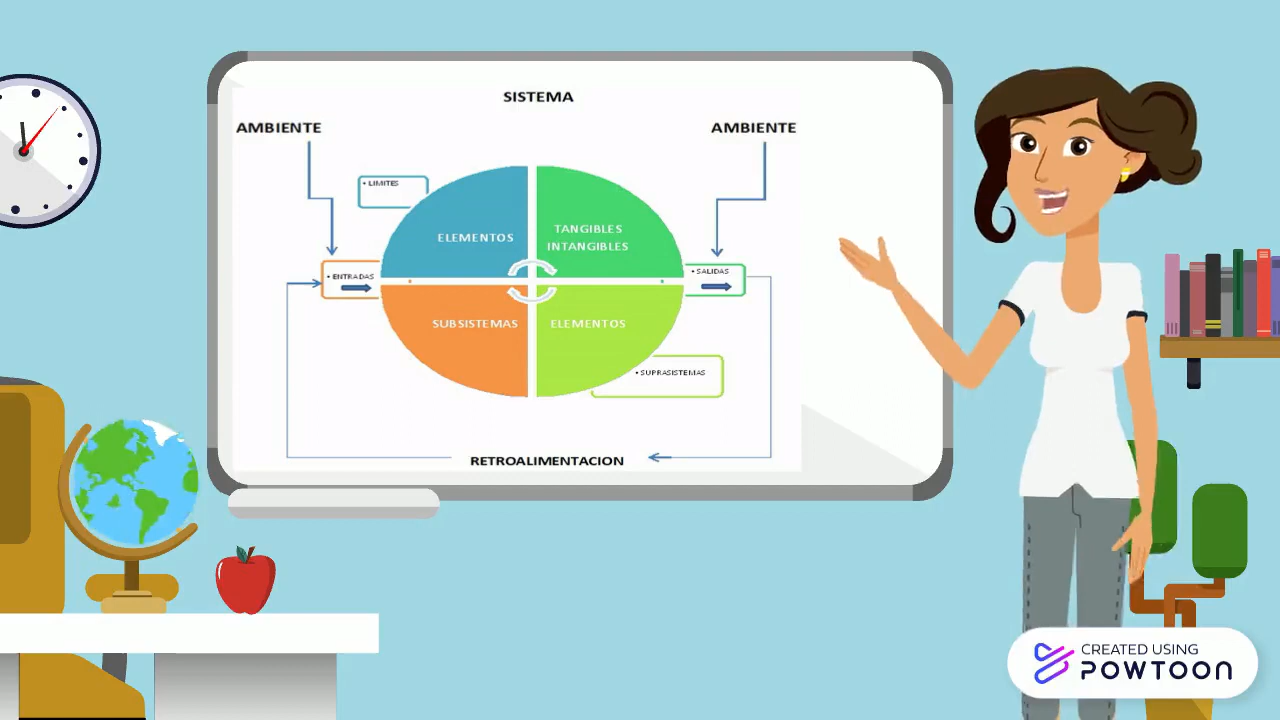 SISTEMA
AMBIENTE
AMBIENTE
• LIMITES
ELEMENTOS
TANGIBLES
INTANGIBLES
• ENTRADAS
• SALIDAS
SUBSISTEMAS
ELEMENTOS
• SUPRASISTEMAS
RETROALIMENTACION
CREATED USING
POWTOON